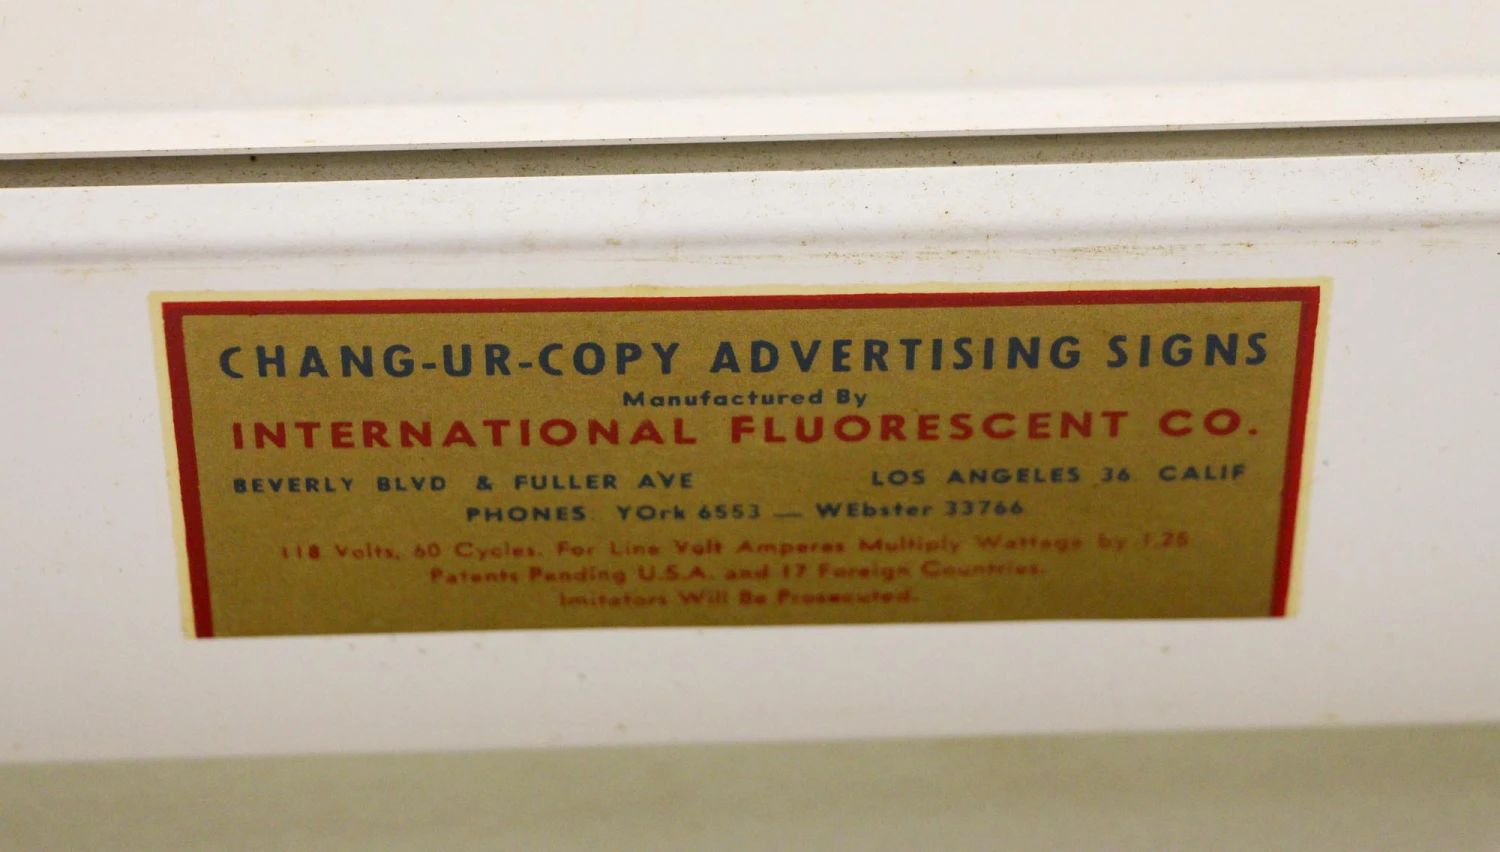 CHANG-UR-COPY ADVERTISING SIGNS
Manufactured By
INTERNATIONAL FLUORESCENT CO.
BEVERLY BLVD & FULLER AVE LOS ANGELES 36 CALIF
PHONES YOrk 6553 — WEbster 33766
118 Volts, 60 Cycles. For Line Volt Amperes Multiply Wattage by 1.25
Patents Pending U.S.A. and 17 Foreign Countries.
Imitators Will Be Prosecuted.